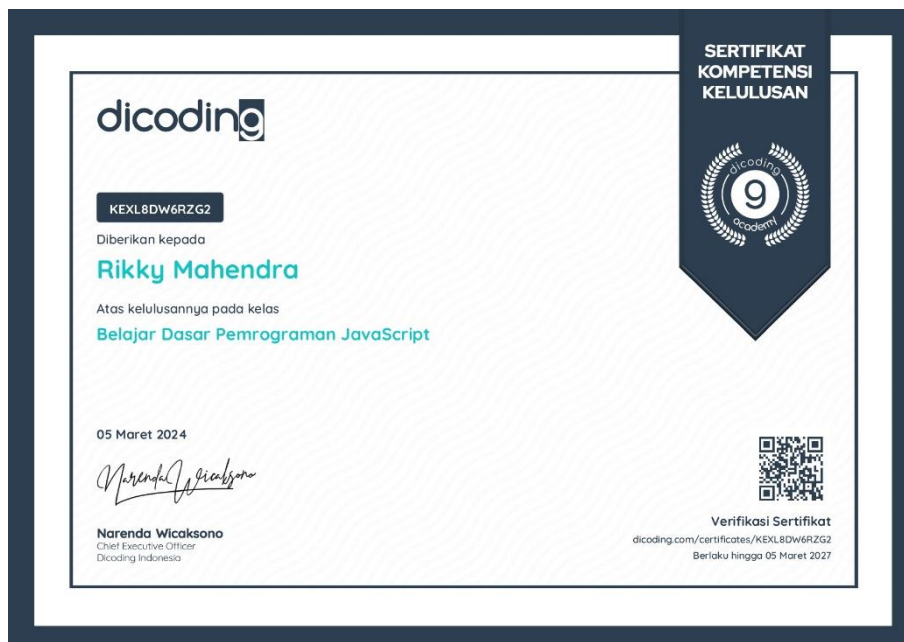 SERTIFIKAT
KOMPETENSI
KELULUSAN
dicoding
dicoding
9
academy
KEXL8DW6RZG2
Diberikan kepada
Rikky Mahendra
Atas kelulusannya pada kelas
Belajar Dasar Pemrograman JavaScript
05 Maret 2024
Narenda Wicaksono
Narenda Wicaksono
Chief Executive Officer
Dicoding Indonesia
Verifikasi Sertifikat
dicoding.com/certificates/KEXL8DW6RZG2
Berlaku hingga 05 Maret 2027